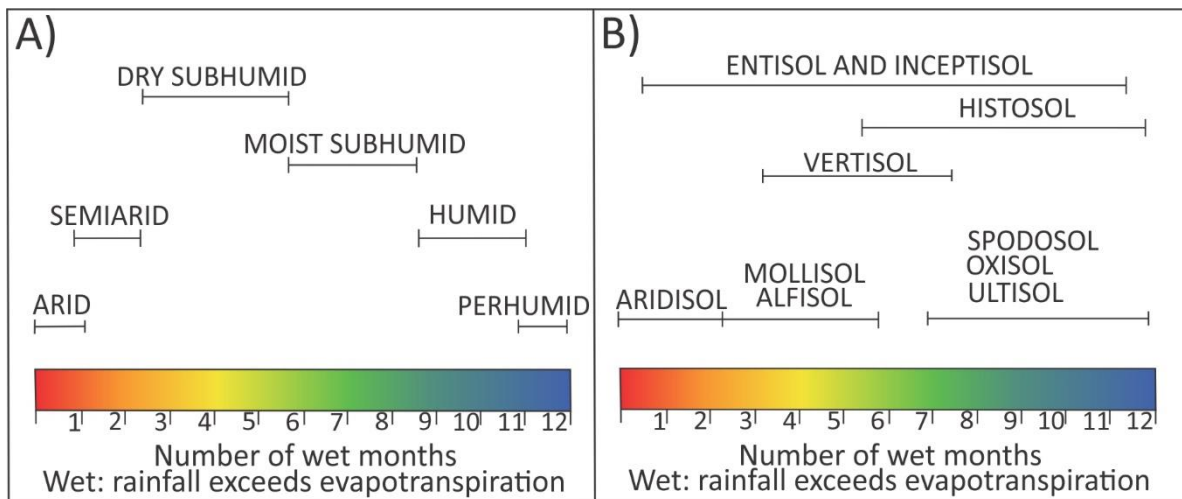 A)
DRY SUBHUMID
MOIST SUBHUMID
SEMIARID
HUMID
ARID
PERHUMID
1 2 3 4 5 6 7 8 9 10 11 12
Number of wet months
Wet: rainfall exceeds evapotranspiration
B)
ENTISOL AND INCEPTISOL
HISTOSOL
VERTISOL
SPODOSOL
OXISOL
ULTISOL
MOLLISOL
ALFISOL
ARIDISOL
1 2 3 4 5 6 7 8 9 10 11 12
Number of wet months
Wet: rainfall exceeds evapotranspiration